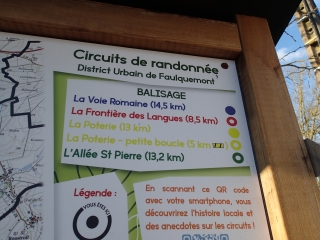 Circuits de randonnée
District Urbain de Faulquemont
BALISAGE
La Voie Romaine (14,5 km)
La Frontière des Langues (8,5 km)
La Poterie (13 km)
La Poterie - petite boucle (5 km)
L'Allée St Pierre (13,2 km)
Légende :
VOUS ÊTES ICI
En scannant ce QR code
avec votre smartphone, vous
découvrirez l'histoire locale et
des anecdotes sur les circuits !